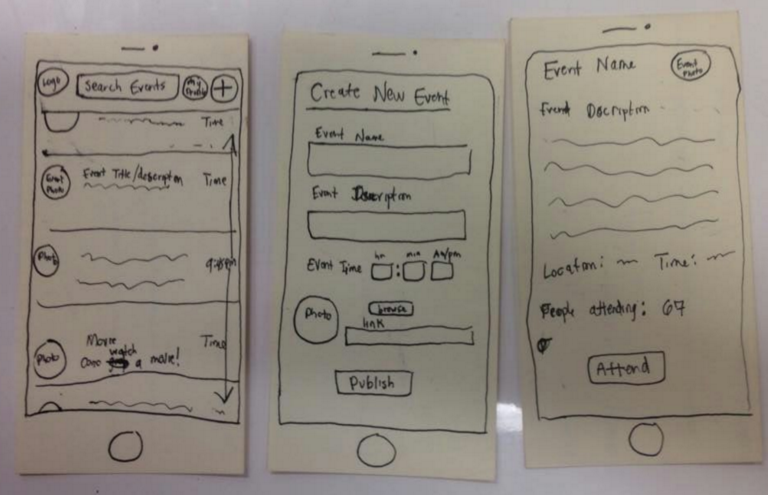 Logo
Search Events
my
Profile
+
Time
Event
Photo
Event Title/description
Time
Photo
9:45pm
Photo
Movie
Time
Come watch a movie!
Create New Event
Event Name
Event Description
Event Time
hr
min
Am/pm
:
Photo
browse
link
Publish
Event Name
Event
Photo
Event Description
Location:
Time:
People attending: 67
Attend